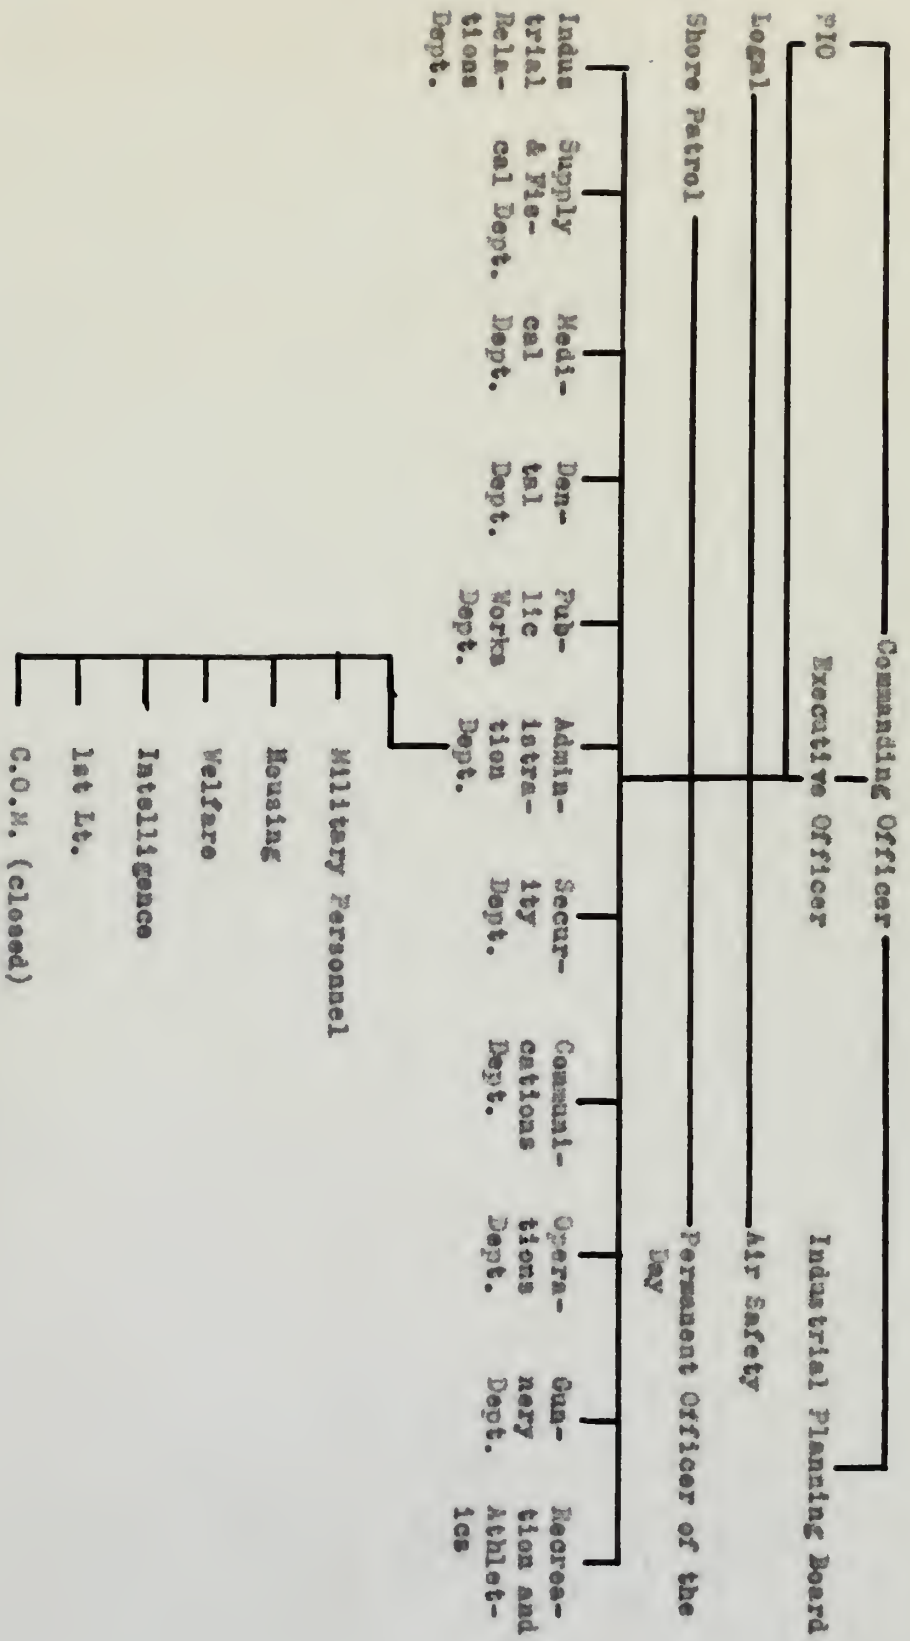 Commanding Officer
Executive Officer
PIO
Industrial Planning Board
Legal
Air Safety
Shore Patrol
Permanent Officer of the
Day
Indus
trial
Rela-
tions
Dept.
Supply
& Fis-
cal Dept.
Medi-
cal
Dept.
Den-
tal
Dept.
Pub-
lic
Works
Dept.
Admin-
istra-
tion
Dept.
Secur-
ity
Dept.
Communi-
cations
Dept.
Opera-
tions
Dept.
Gun-
nery
Dept.
Recrea-
tion and
Athlet-
ics
Military Personnel
Housing
Welfare
Intelligence
1st Lt.
C.O.M. (closed)